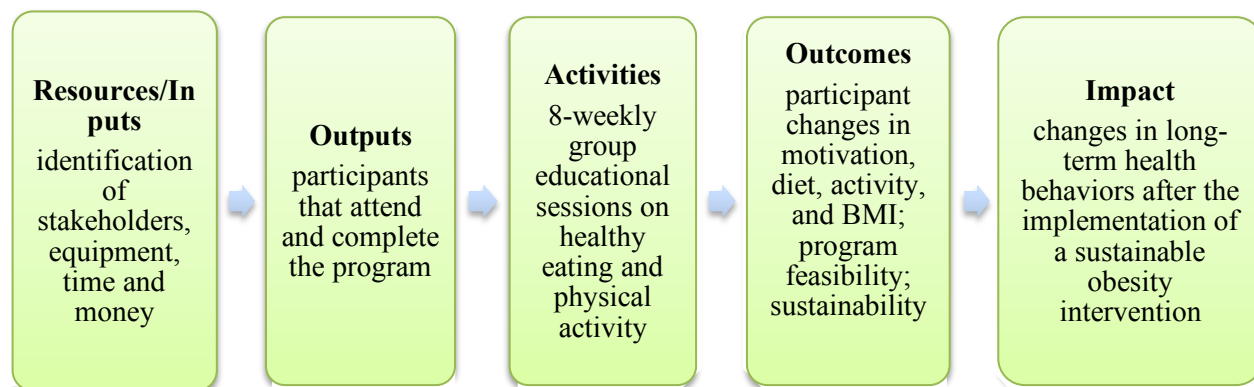 Resources/In
puts
identification
of
stakeholders,
equipment,
time and
money
Outputs
participants
that attend
and complete
the program
Activities
8-weekly
group
educational
sessions on
healthy
eating and
physical
activity
Outcomes
participant
changes in
motivation,
diet, activity,
and BMI;
program
feasibility;
sustainability
Impact
changes in long-
term health
behaviors after the
implementation of
a sustainable
obesity
intervention